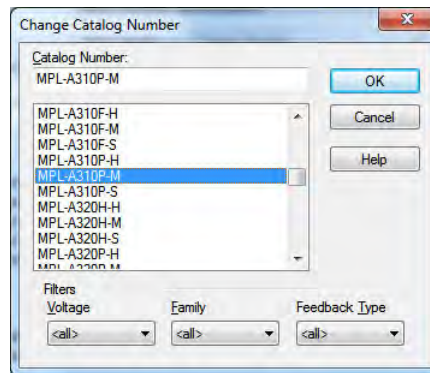 Change Catalog Number
Catalog Number:
MPL-A310P-M
OK
MPL-A310F-H
Cancel
MPL-A310F-M
MPL-A310F-S
MPL-A310P-H
Help
MPL-A310P-M
MPL-A310P-S
MPL-A320H-H
MPL-A320H-M
MPL-A320H-S
MPL-A320P-H
MPL-A320P-M
Filters
Voltage Family Feedback Type
<all> <all> <all>